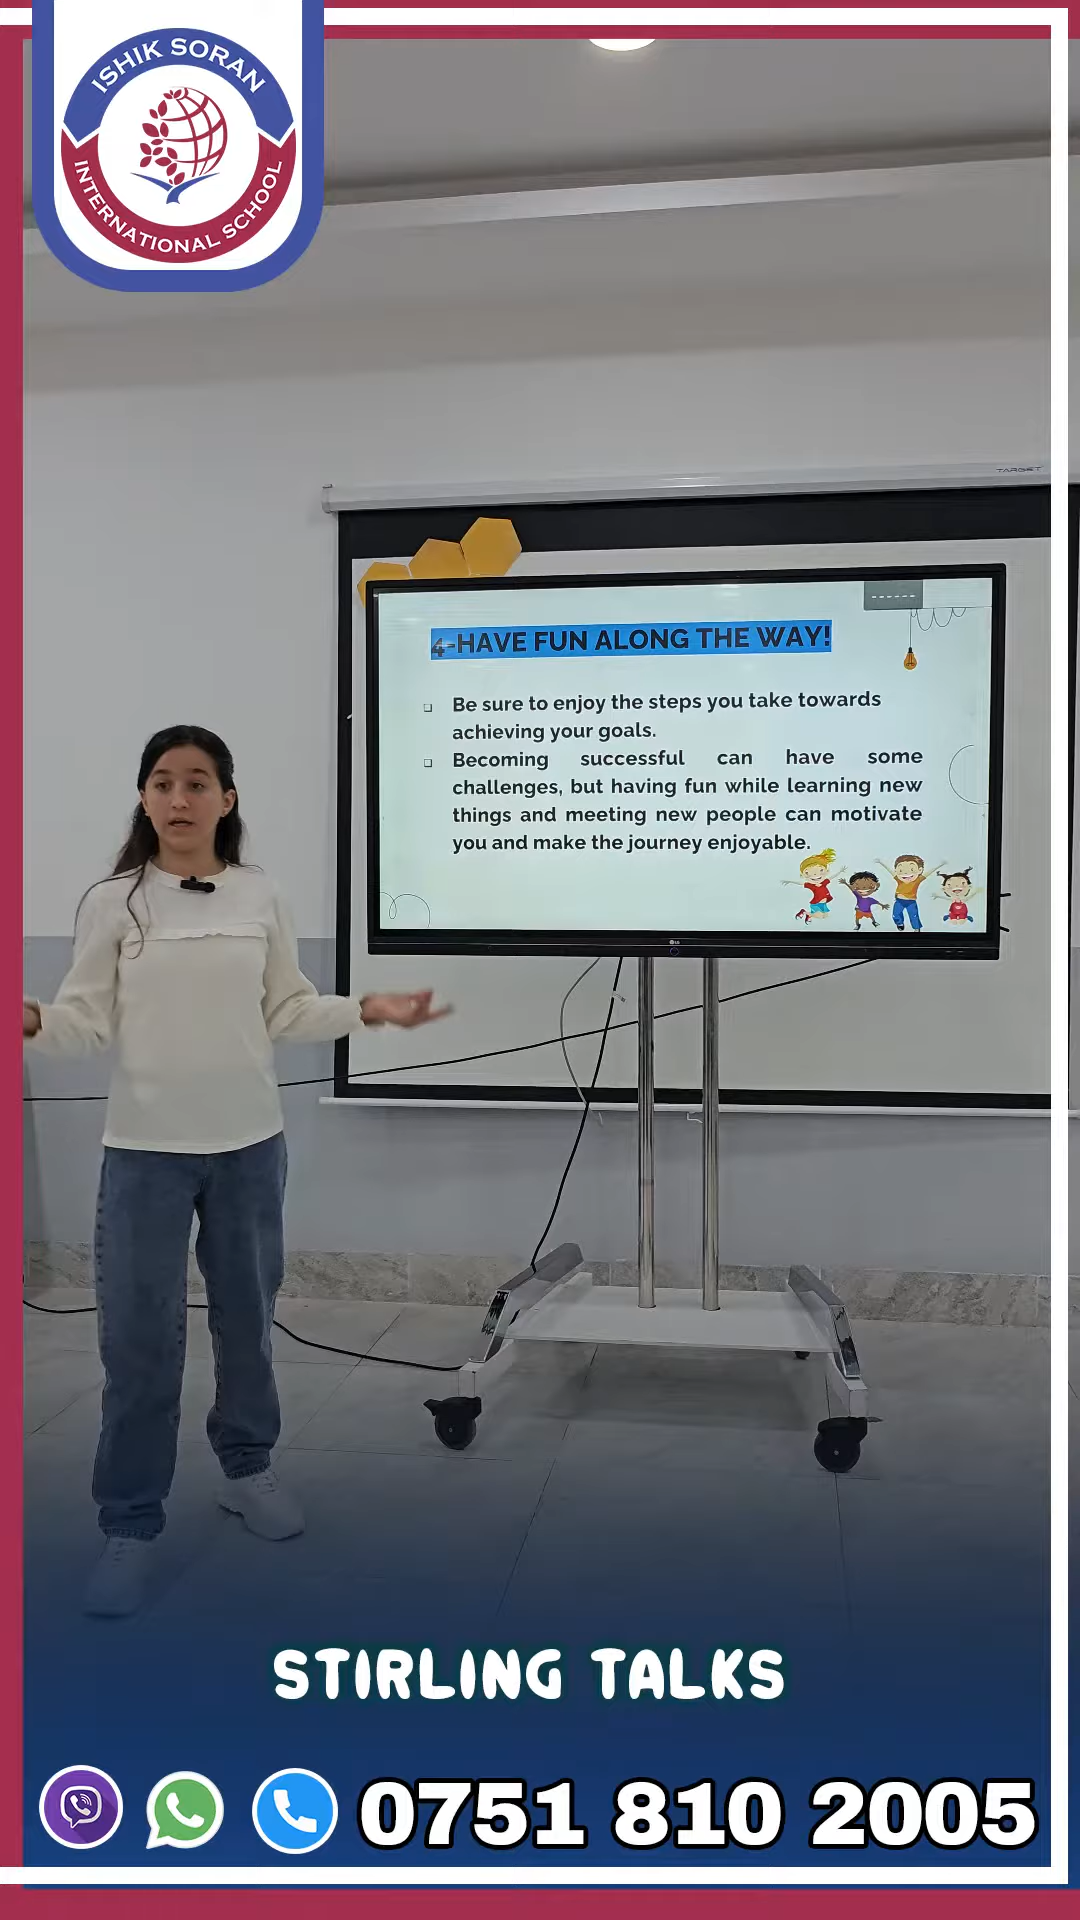 ISHIK SORAN
INTERNATIONAL SCHOOL
TARGET
4-HAVE FUN ALONG THE WAY!
❑ Be sure to enjoy the steps you take towards
achieving your goals.
❑ Becoming successful can have some
challenges, but having fun while learning new
things and meeting new people can motivate
you and make the journey enjoyable.
LG
STIRLING TALKS
0751 810 2005